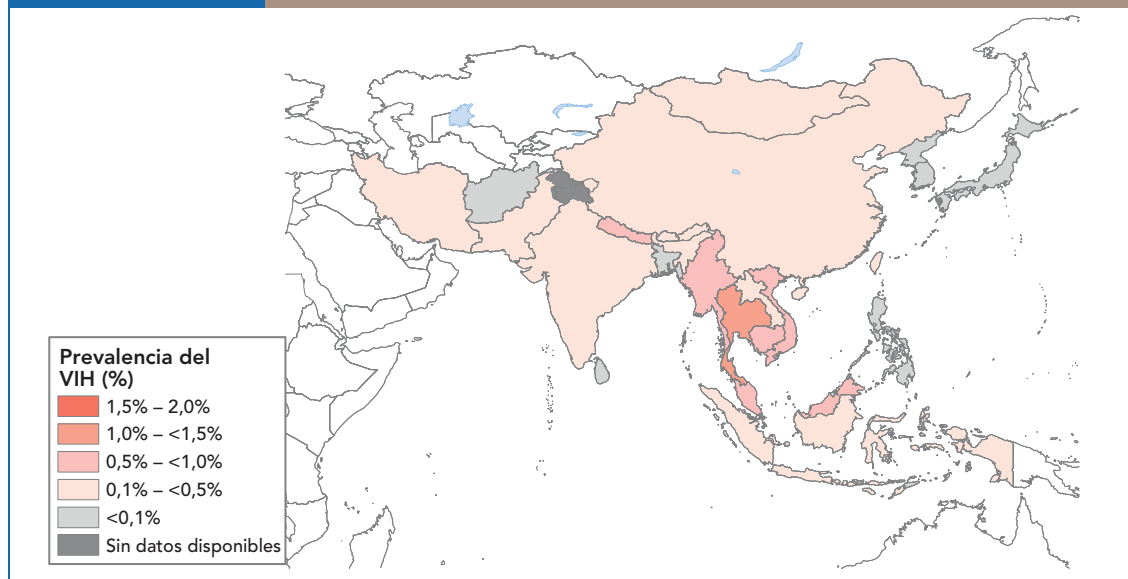 Prevalencia del
VIH (%)
1,5% – 2,0%
1,0% – <1,5%
0,5% – <1,0%
0,1% – <0,5%
<0,1%
Sin datos disponibles